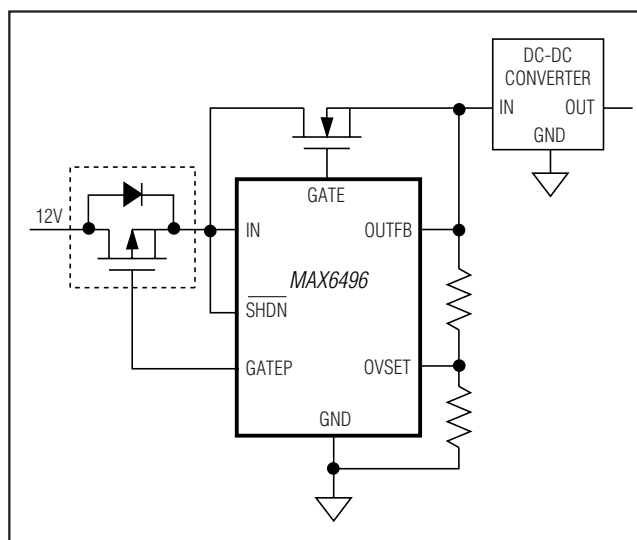 DC-DC
CONVERTER
IN OUT
GND
12V
GATE
IN OUTFB
MAX6496
SHDN
GATEP OVSET
GND